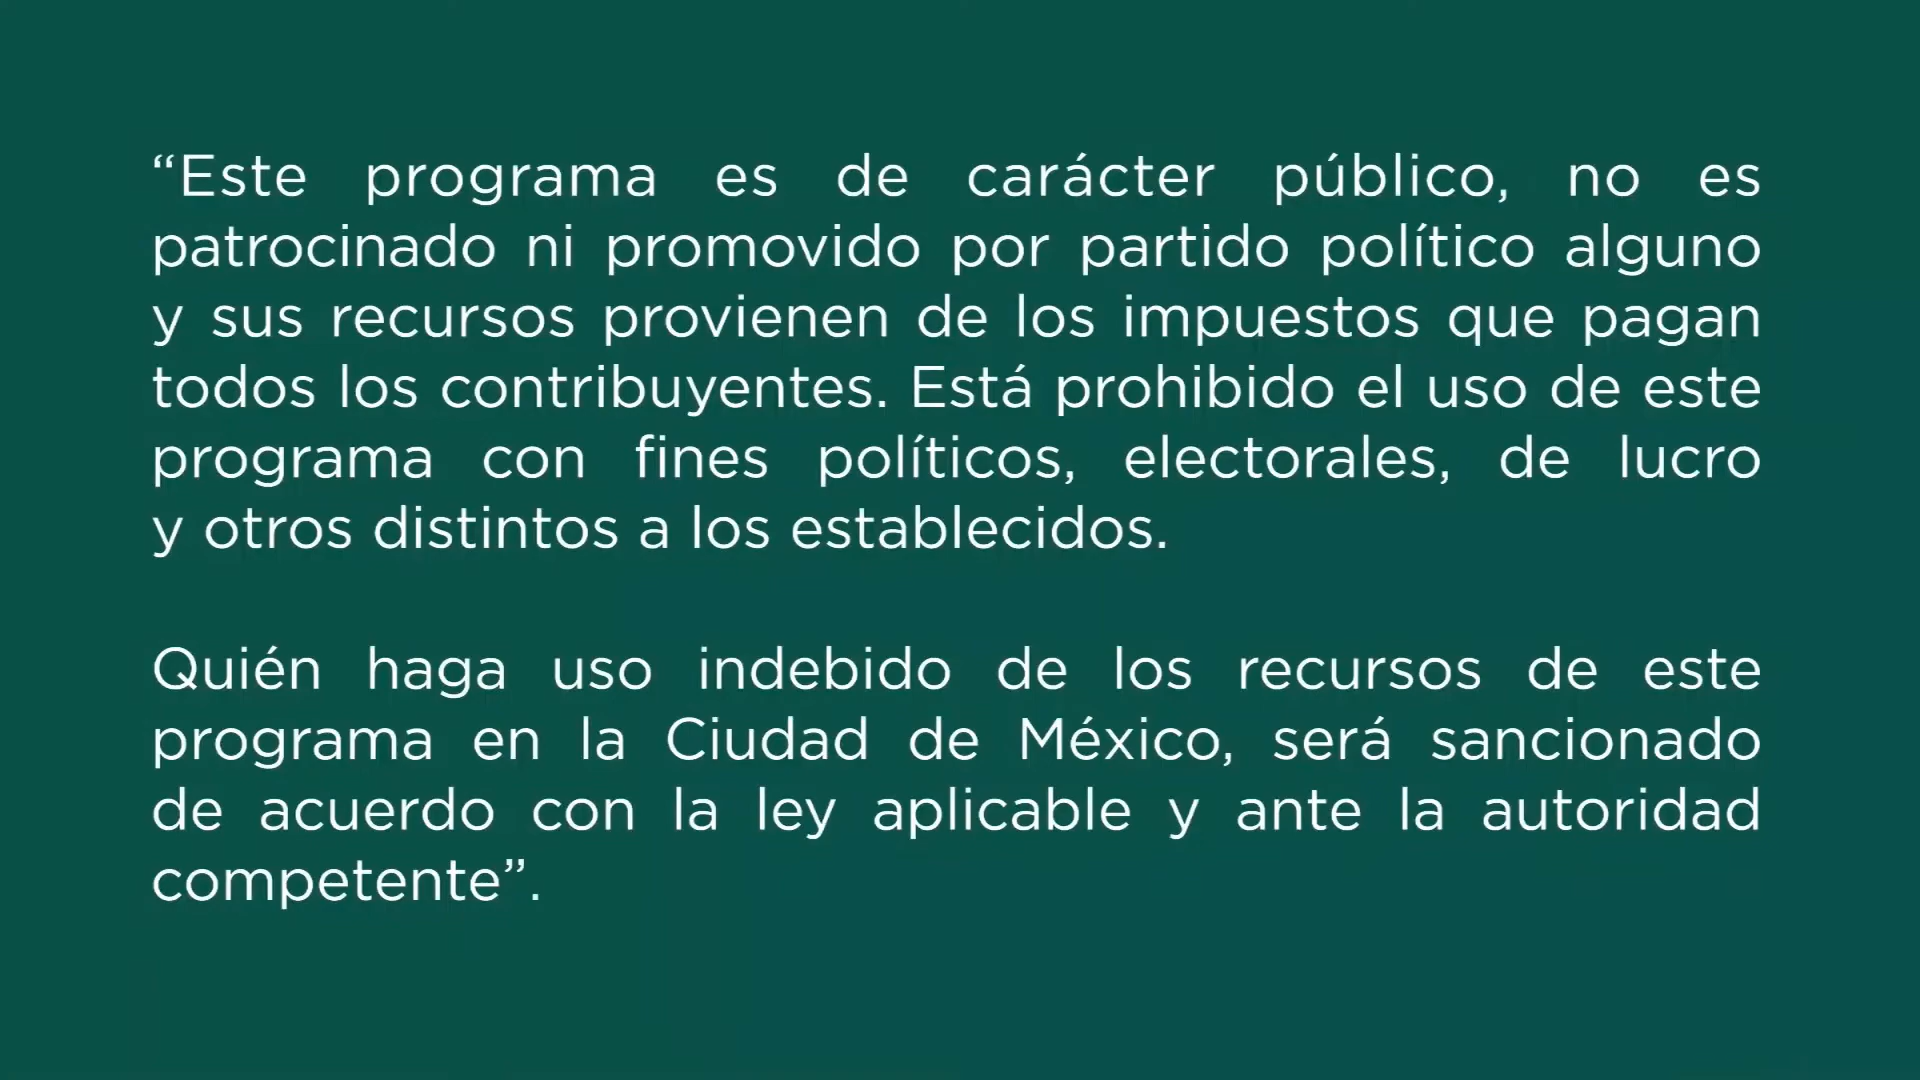 “Este programa es de carácter público, no es
patrocinado ni promovido por partido político alguno
y sus recursos provienen de los impuestos que pagan
todos los contribuyentes. Está prohibido el uso de este
programa con fines políticos, electorales, de lucro
y otros distintos a los establecidos.
Quién haga uso indebido de los recursos de este
programa en la Ciudad de México, será sancionado
de acuerdo con la ley aplicable y ante la autoridad
competente”.